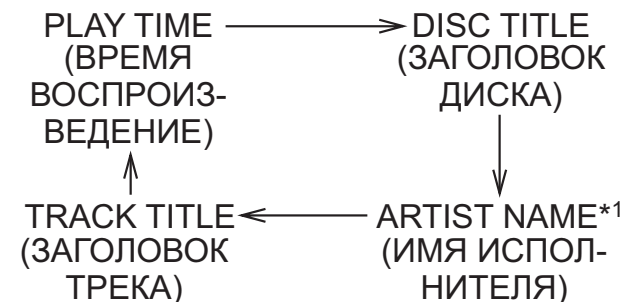 PLAY TIME
(ВРЕМЯ
ВОСПРОИЗ-
ВЕДЕНИЕ)
DISC TITLE
(ЗАГОЛОВОК
ДИСКА)
TRACK TITLE
(ЗАГОЛОВОК
ТРЕКА)
ARTIST NAME*1
(ИМЯ ИСПОЛ-
НИТЕЛЯ)